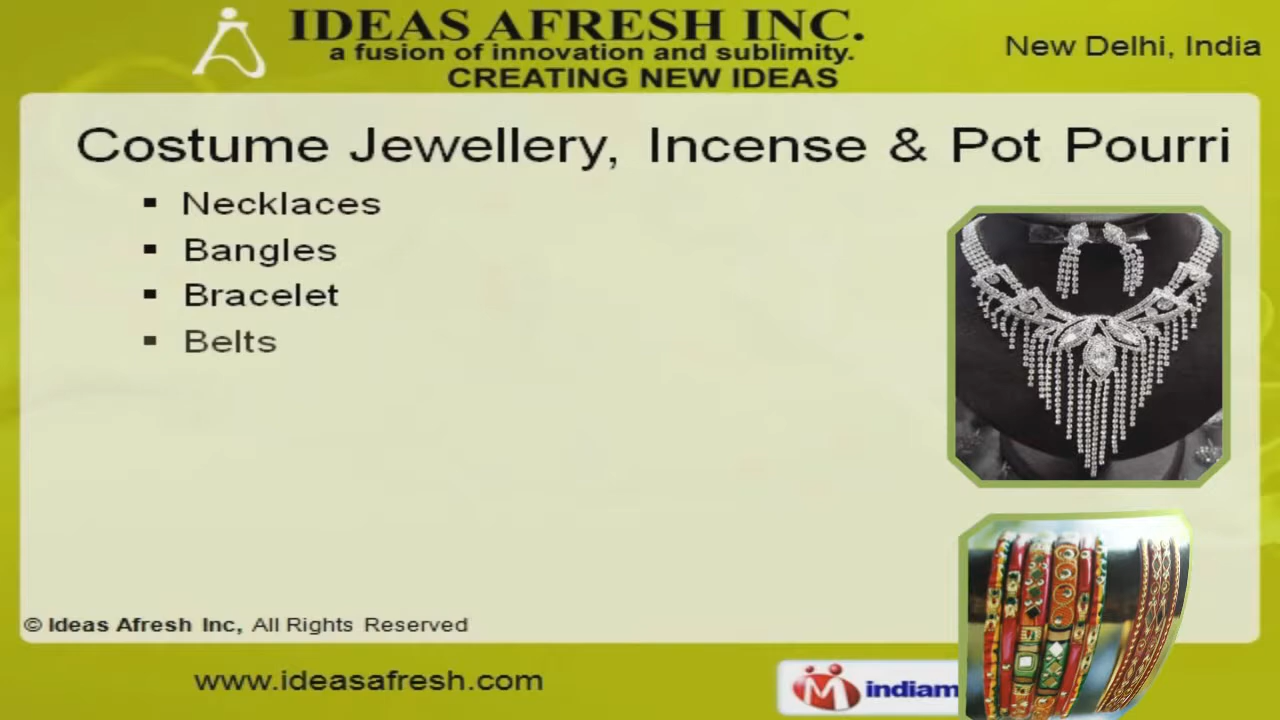 IDEAS AFRESH INC.
a fusion of innovation and sublimity.
CREATING NEW IDEAS
New Delhi, India
Costume Jewellery, Incense & Pot Pourri
▪ Necklaces
▪ Bangles
▪ Bracelet
▪ Belts
© Ideas Afresh Inc, All Rights Reserved
www.ideasafresh.com
indiam